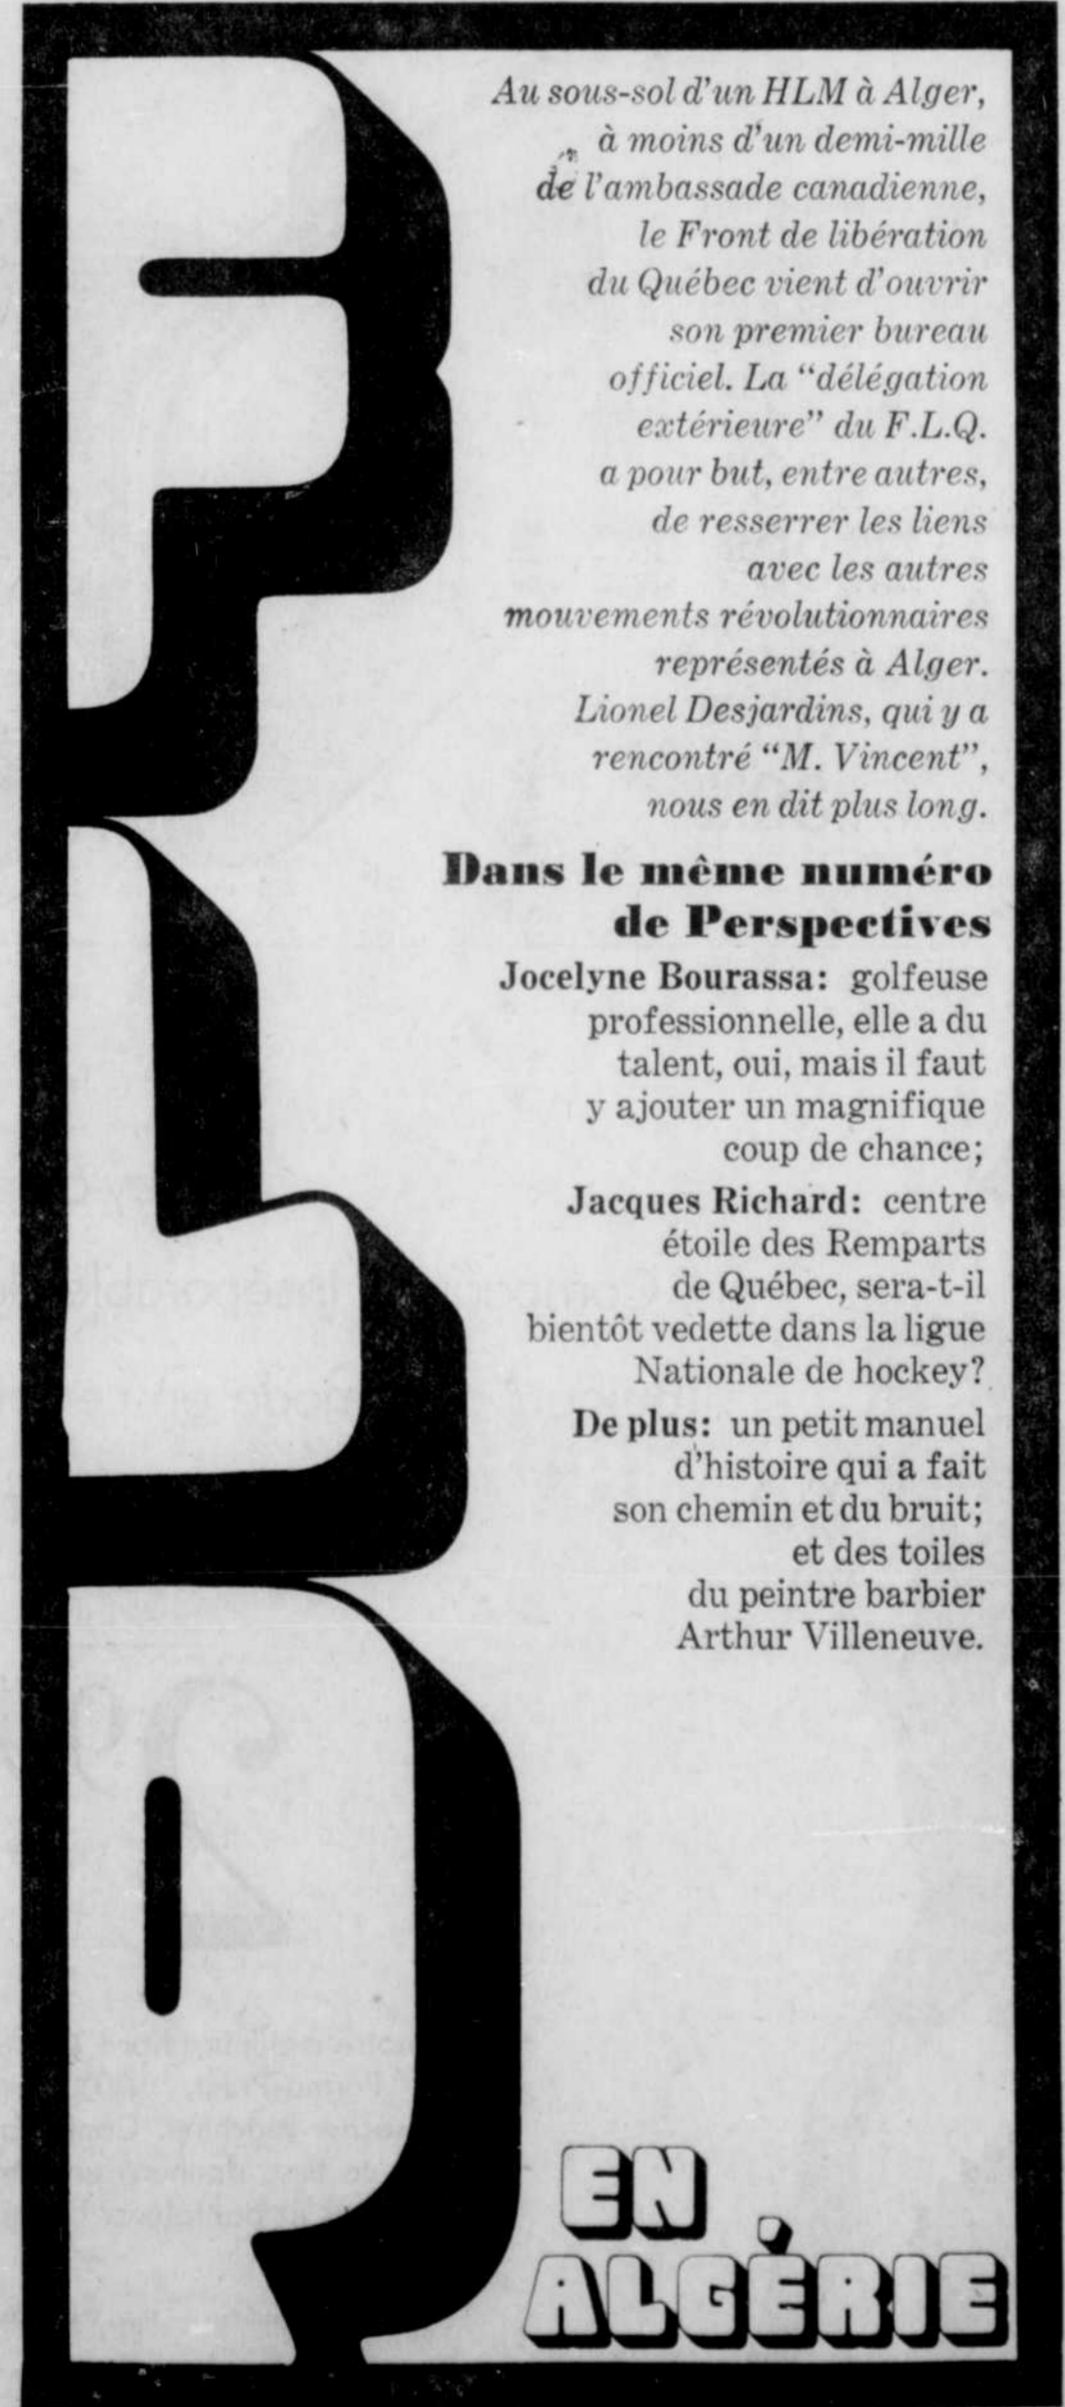 FLQ
Au sous-sol d'un HLM à Alger,
à moins d'un demi-mille
de l'ambassade canadienne,
le Front de libération
du Québec vient d'ouvrir
son premier bureau
officiel. La “délégation
extérieure” du F.L.Q.
a pour but, entre autres,
de resserrer les liens
avec les autres
mouvements révolutionnaires
représentés à Alger.
Lionel Desjardins, qui y a
rencontré “M. Vincent”,
nous en dit plus long.
Dans le même numéro
de Perspectives
Jocelyne Bourassa: golfeuse
professionnelle, elle a du
talent, oui, mais il faut
y ajouter un magnifique
coup de chance;
Jacques Richard: centre
étoile des Remparts
de Québec, sera-t-il
bientôt vedette dans la ligue
Nationale de hockey?
De plus: un petit manuel
d'histoire qui a fait
son chemin et du bruit;
et des toiles
du peintre barbier
Arthur Villeneuve.
EN
ALGÉRIE